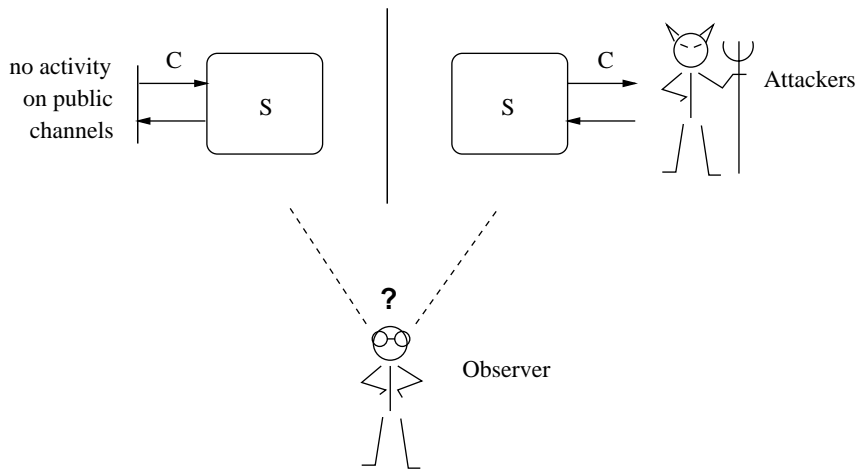 no activity
on public
channels
C
S
S
C
Attackers
?
Observer